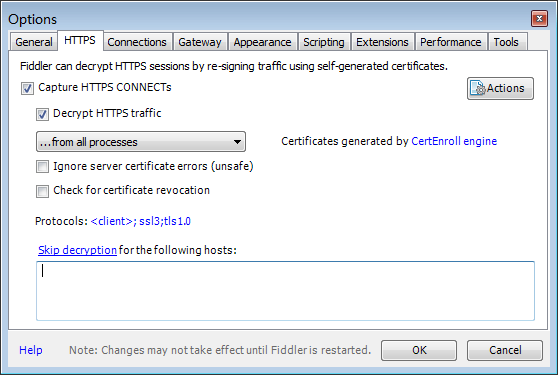 Options
General HTTPS Connections Gateway Appearance Scripting Extensions Performance Tools
Fiddler can decrypt HTTPS sessions by re-signing traffic using self-generated certificates.
Capture HTTPS CONNECTs
Actions
Decrypt HTTPS traffic
...from all processes
Certificates generated by CertEnroll engine
Ignore server certificate errors (unsafe)
Check for certificate revocation
Protocols: <client>; ssl3;tls1.0
Skip decryption for the following hosts:
Help
Note: Changes may not take effect until Fiddler is restarted.
OK
Cancel